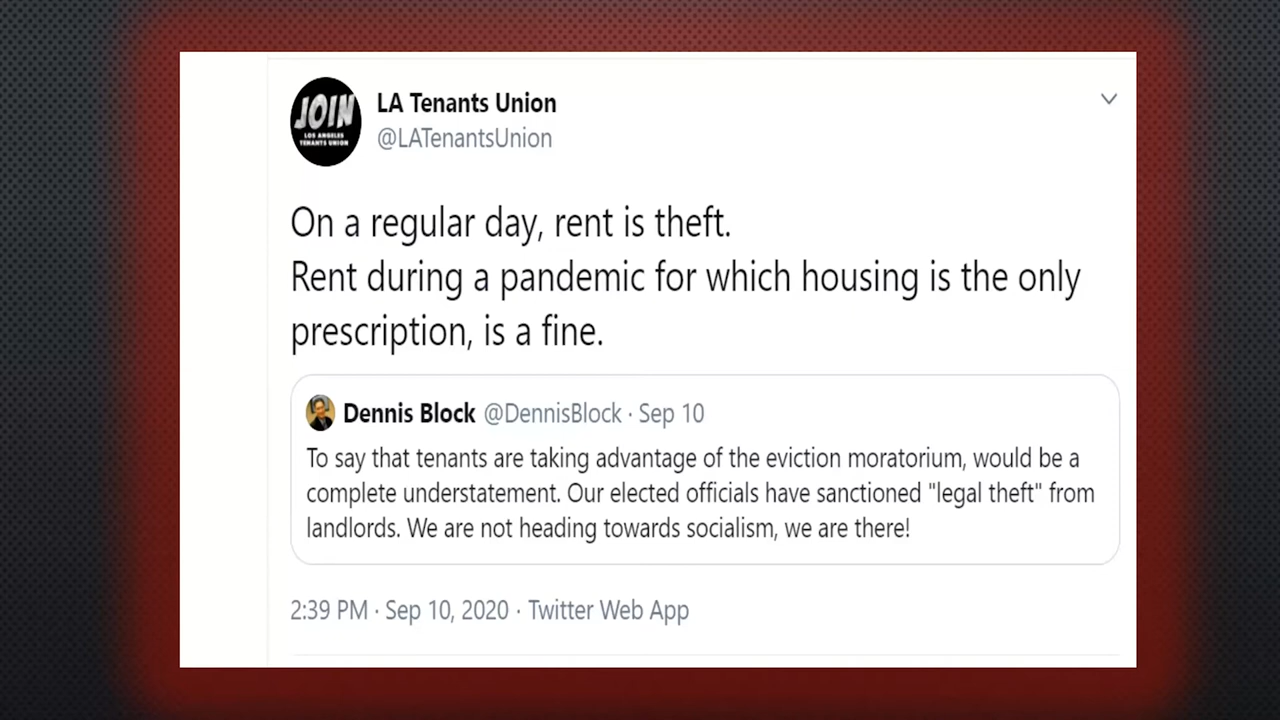 JOIN
LOS ANGELES
TENANTS UNION
LA Tenants Union
@LATenantsUnion
On a regular day, rent is theft.
Rent during a pandemic for which housing is the only
prescription, is a fine.
Dennis Block @DennisBlock · Sep 10
To say that tenants are taking advantage of the eviction moratorium, would be a
complete understatement. Our elected officials have sanctioned "legal theft" from
landlords. We are not heading towards socialism, we are there!
2:39 PM · Sep 10, 2020 · Twitter Web App